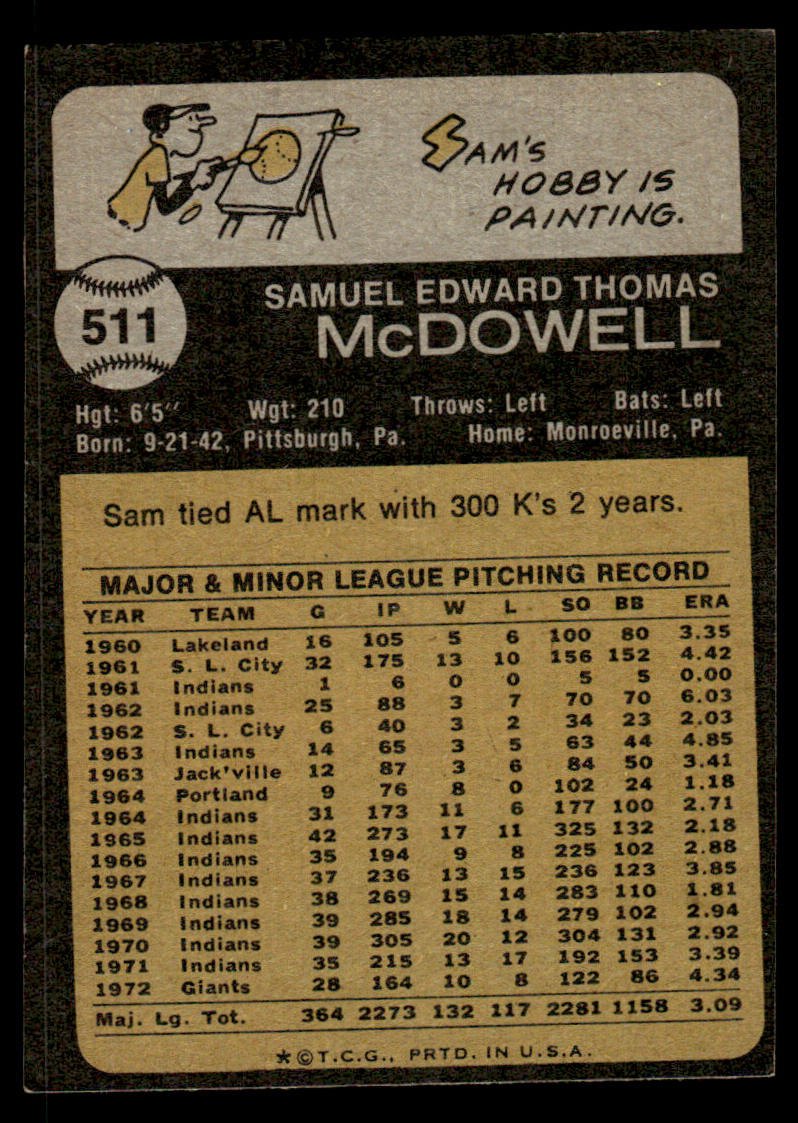 SAM'S
HOBBY IS
PAINTING.
511
SAMUEL EDWARD THOMAS
McDOWELL
Hgt: 6'5" Wgt: 210 Throws: Left Bats: Left
Born: 9-21-42, Pittsburgh, Pa. Home: Monroeville, Pa.
Sam tied AL mark with 300 K's 2 years.
MAJOR & MINOR LEAGUE PITCHING RECORD
YEAR TEAM G IP W L SO BB ERA
1960 Lakeland 16 105 5 6 100 80 3.35
1961 S. L. City 32 175 13 10 156 152 4.42
1961 Indians 1 6 0 0 5 5 0.00
1962 Indians 25 88 3 7 70 70 6.03
1962 S. L. City 6 40 3 2 34 23 2.03
1963 Indians 14 65 3 5 63 44 4.85
1963 Jack'ville 12 87 3 6 84 50 3.41
1964 Portland 9 76 8 0 102 24 1.18
1964 Indians 31 173 11 6 177 100 2.71
1965 Indians 42 273 17 11 325 132 2.18
1966 Indians 35 194 9 8 225 102 2.88
1967 Indians 37 236 13 15 236 123 3.85
1968 Indians 38 269 15 14 283 110 1.81
1969 Indians 39 285 18 14 279 102 2.94
1970 Indians 39 305 20 12 304 131 2.92
1971 Indians 35 215 13 17 192 153 3.39
1972 Giants 28 164 10 8 122 86 4.34
Maj. Lg. Tot. 364 2273 132 117 2281 1158 3.09
*©T.C.G., PRTD. IN U.S.A.